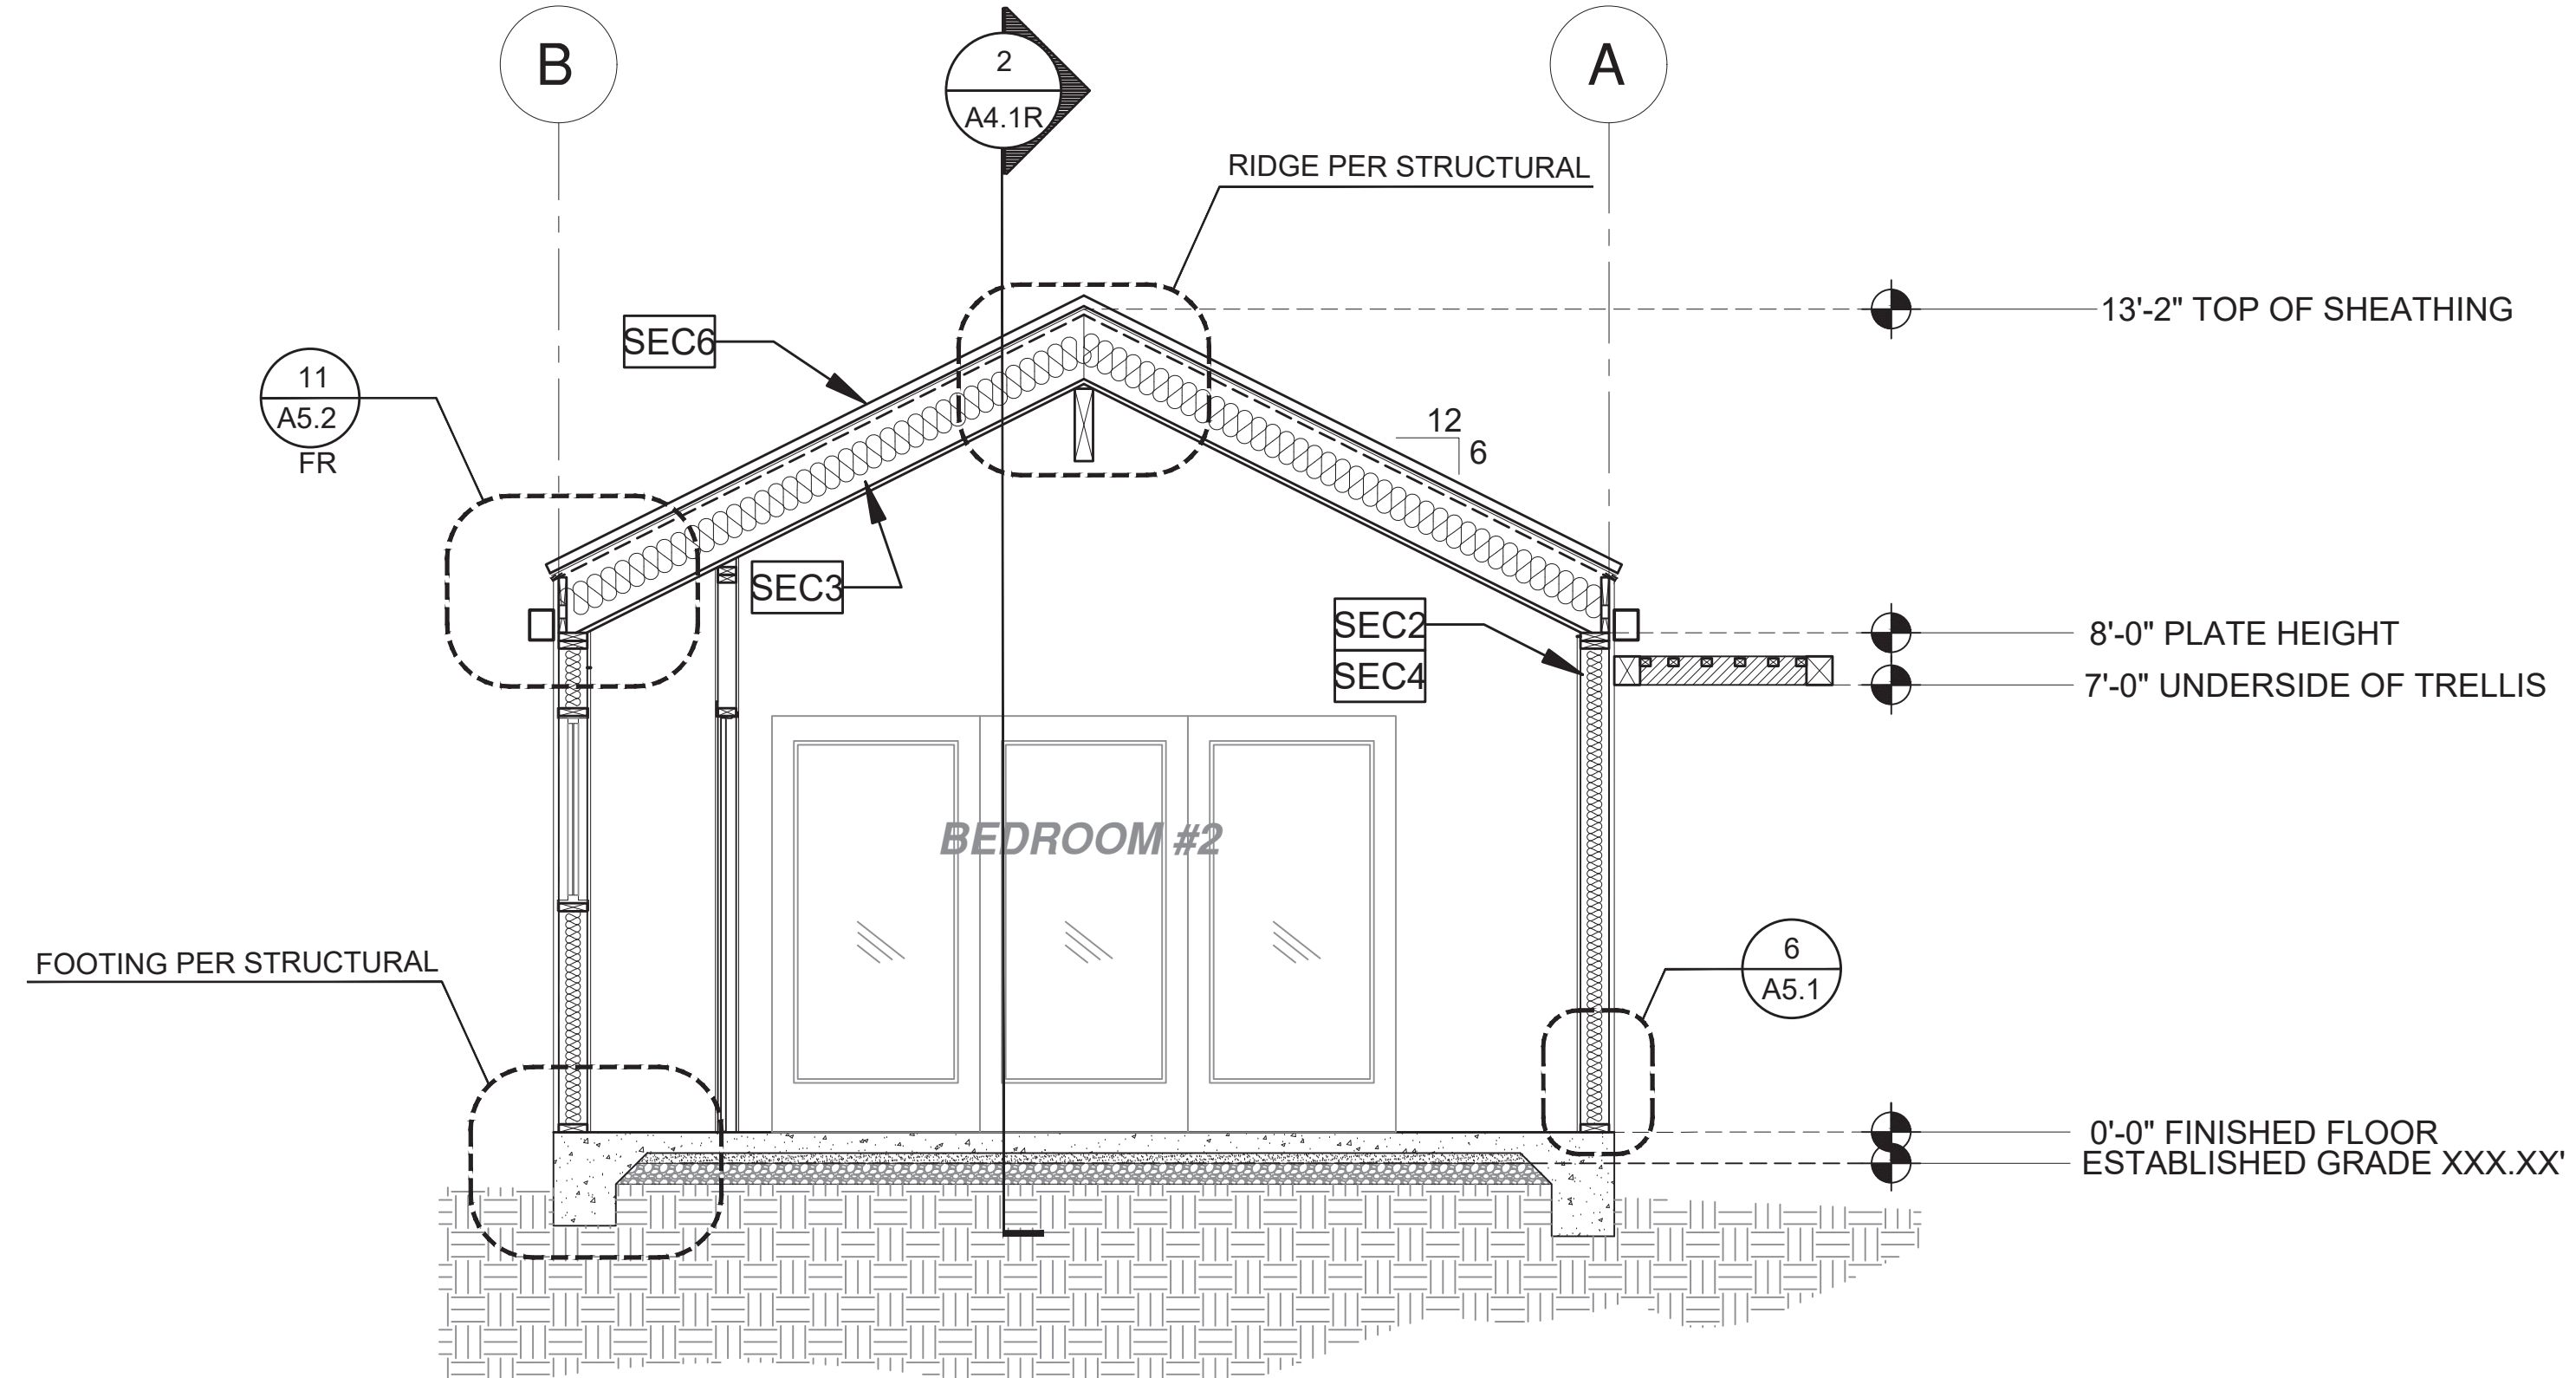 B
2
A4.1R
A
RIDGE PER STRUCTURAL
13'-2" TOP OF SHEATHING
SEC6
11
A5.2
FR
12
6
SEC3
SEC2
SEC4
8'-0" PLATE HEIGHT
7'-0" UNDERSIDE OF TRELLIS
BEDROOM #2
FOOTING PER STRUCTURAL
6
A5.1
0'-0" FINISHED FLOOR
ESTABLISHED GRADE XXX.XX'